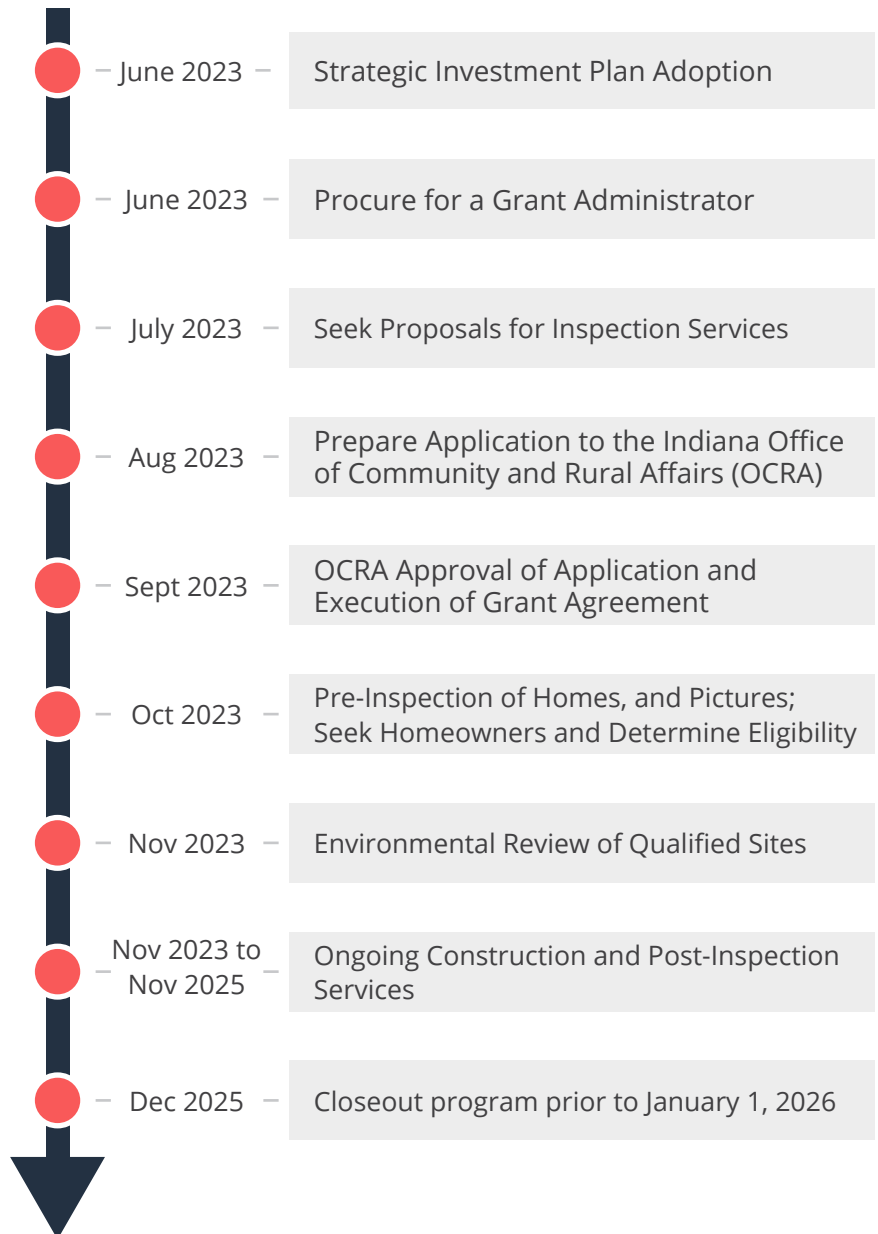 June 2023
Strategic Investment Plan Adoption
June 2023
Procure for a Grant Administrator
July 2023
Seek Proposals for Inspection Services
Aug 2023
Prepare Application to the Indiana Office
of Community and Rural Affairs (OCRA)
Sept 2023
OCRA Approval of Application and
Execution of Grant Agreement
Oct 2023
Pre-Inspection of Homes, and Pictures;
Seek Homeowners and Determine Eligibility
Nov 2023
Environmental Review of Qualified Sites
Nov 2023 to
Nov 2025
Ongoing Construction and Post-Inspection
Services
Dec 2025
Closeout program prior to January 1, 2026